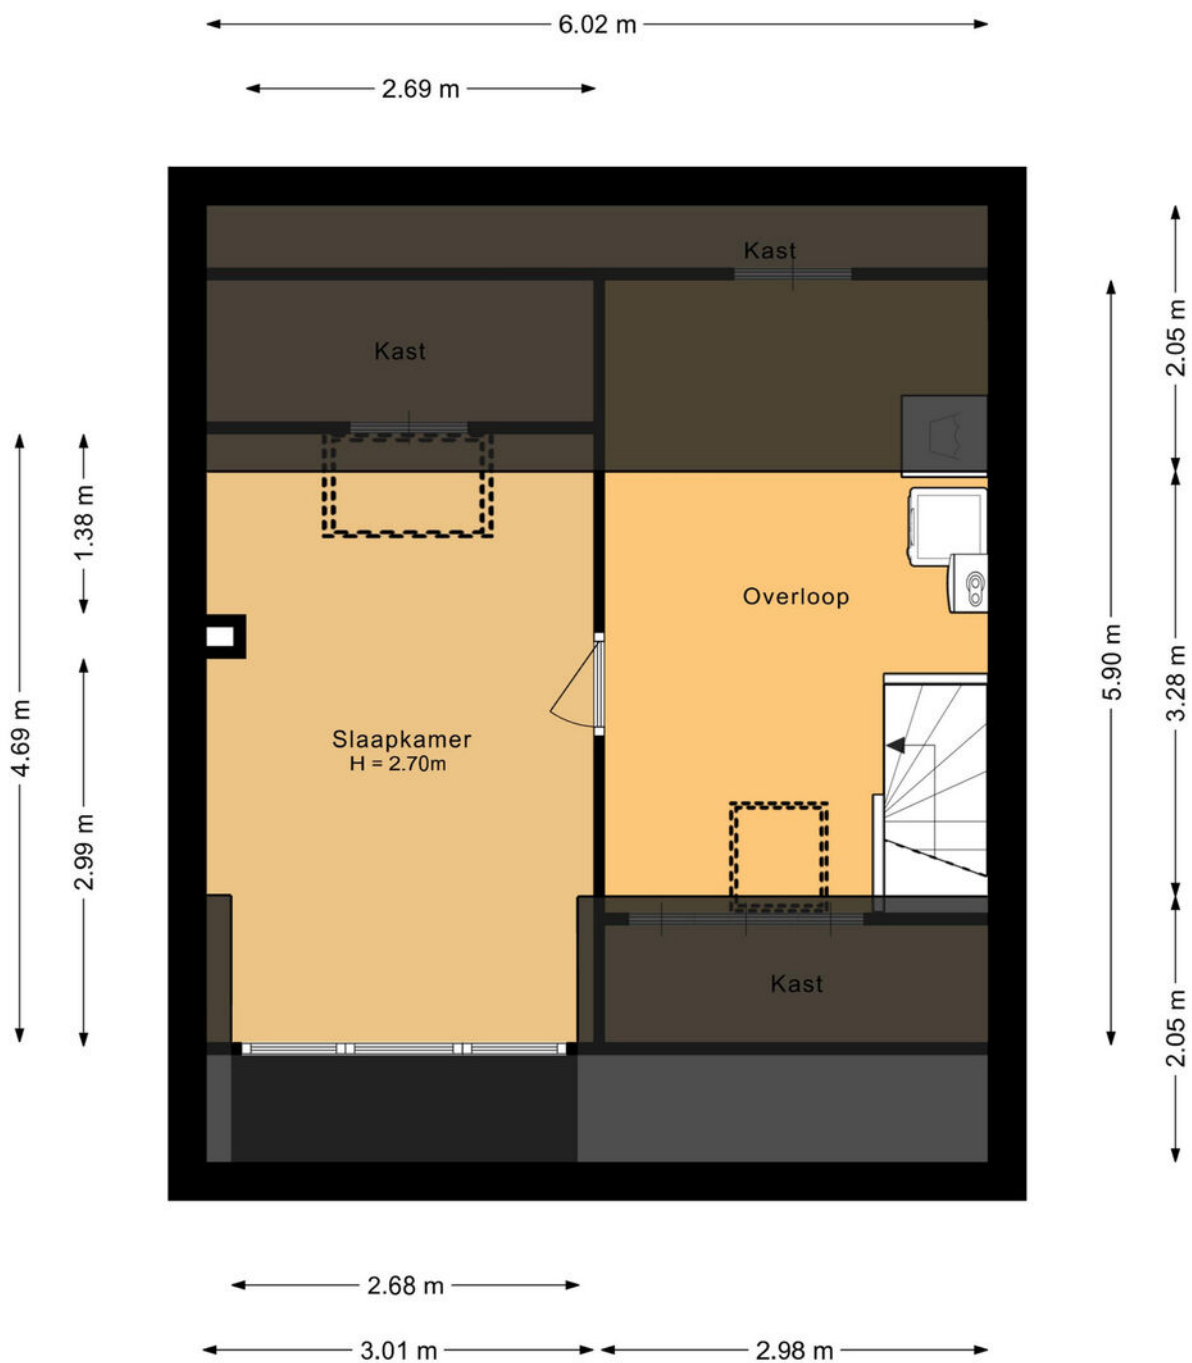 6.02 m
2.69 m
Kast
Kast
2.05 m
1.38 m
Overloop
5.90 m
3.28 m
4.69 m
Slaapkamer
H = 2.70m
2.99 m
Kast
2.05 m
2.68 m
3.01 m
2.98 m